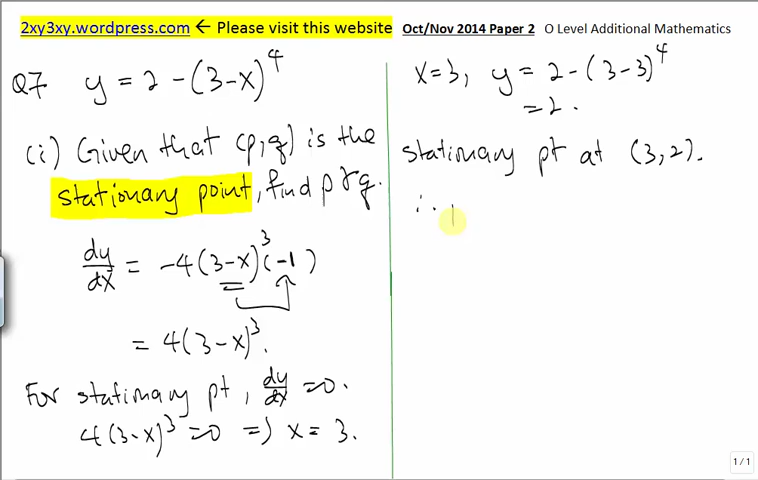 2xy3xy.wordpress.com ← Please visit this website Oct/Nov 2014 Paper 2 O Level Additional Mathematics
Q7 y = 2 - (3-x)^4
(i) Given that (p, q) is the
stationary point, find p & q.
dy/dx = -4(3-x)^3(-1)
= 4(3-x)^3.
For stationary pt, dy/dx = 0.
4(3-x)^3 = 0 => x = 3.
x = 3, y = 2 - (3-3)^4
= 2.
stationary pt at (3, 2).
∴
1/1